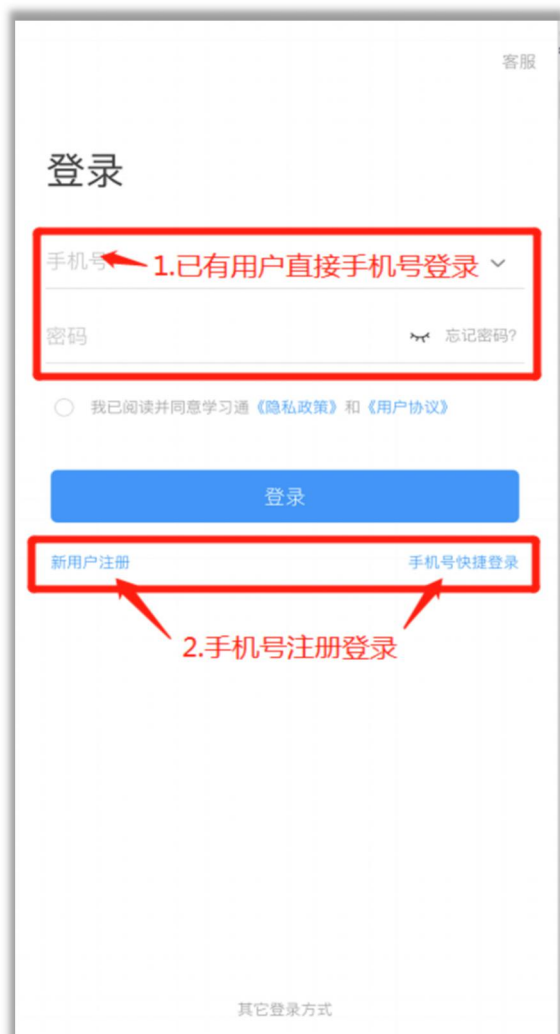 客服
登录
手机号
1.已有用户直接手机号登录
密码
忘记密码?
我已阅读并同意学习通《隐私政策》和《用户协议》
登录
新用户注册
手机号快捷登录
2.手机号注册登录
其它登录方式